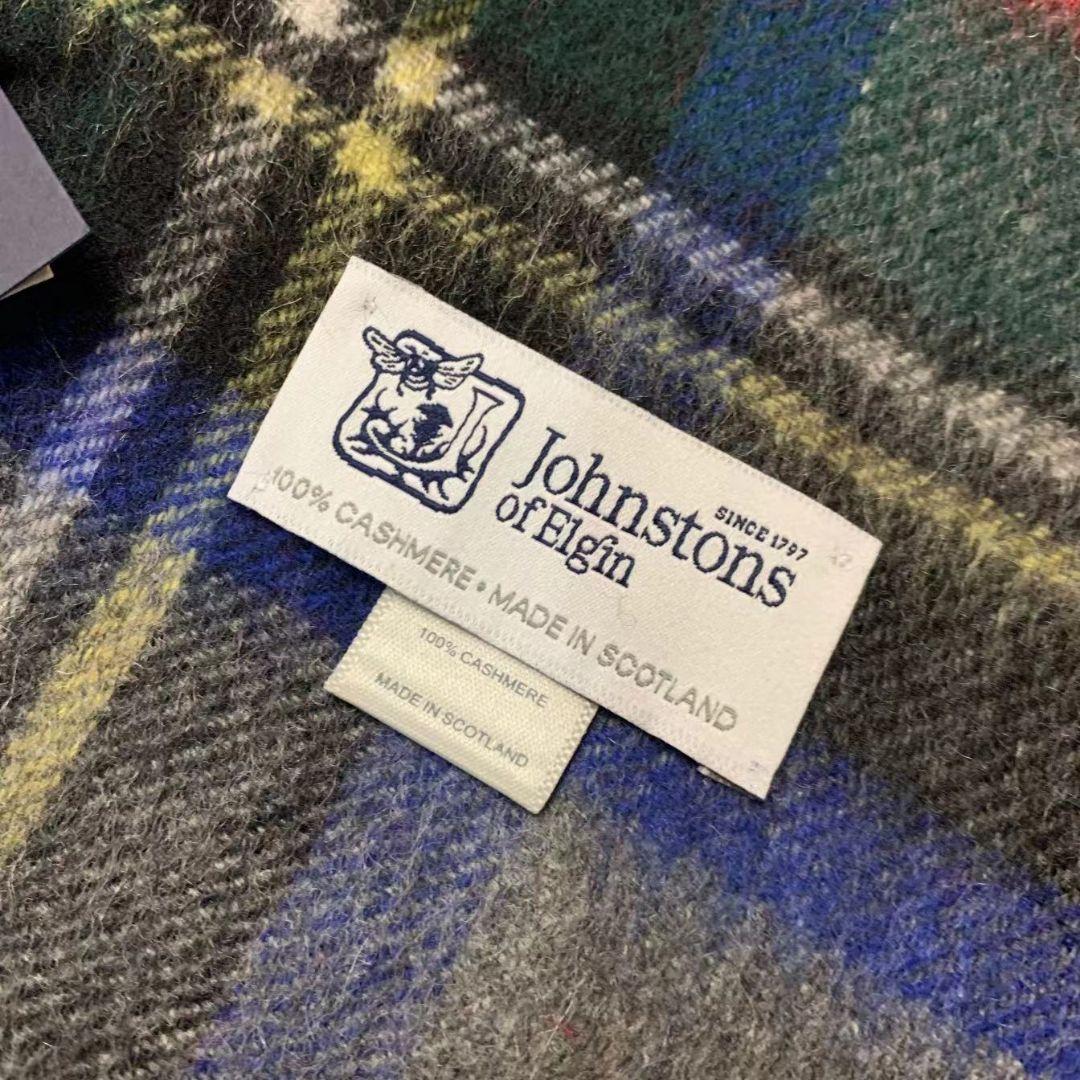 SINCE 1797
Johnstons
of Elgin
100% CASHMERE • MADE IN SCOTLAND
100% CASHMERE
MADE IN SCOTLAND